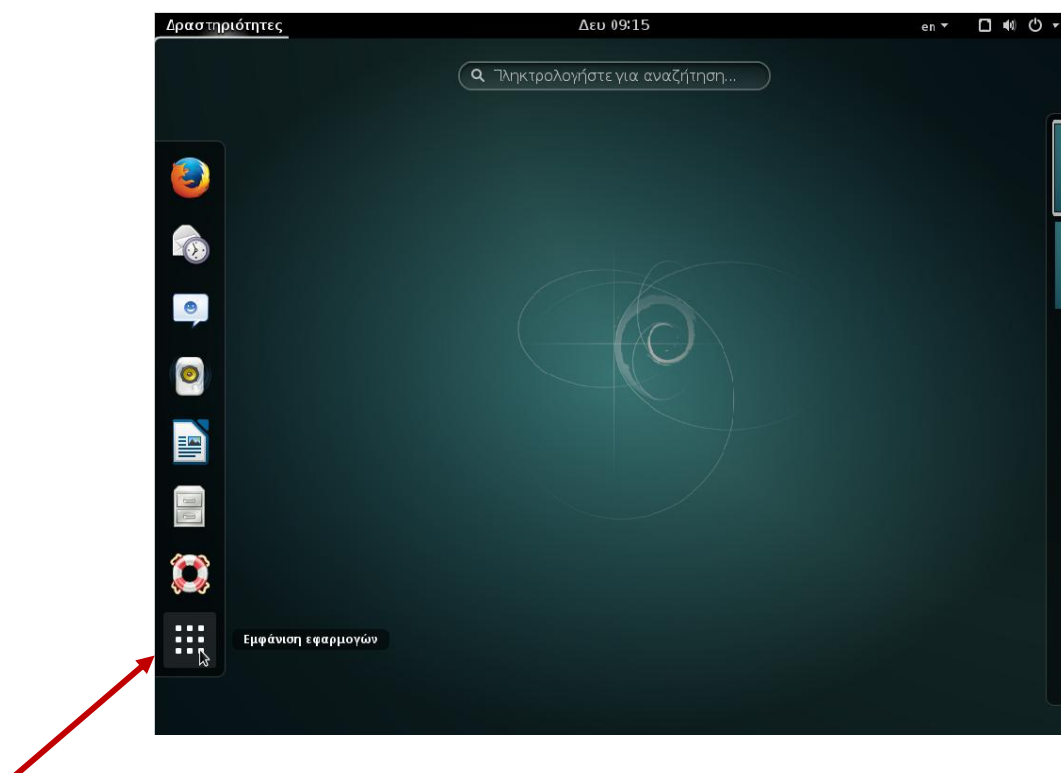 Δραστηριότητες
Δευ 09:15
en
Πληκτρολογήστε για αναζήτηση...
Εμφάνιση εφαρμογών